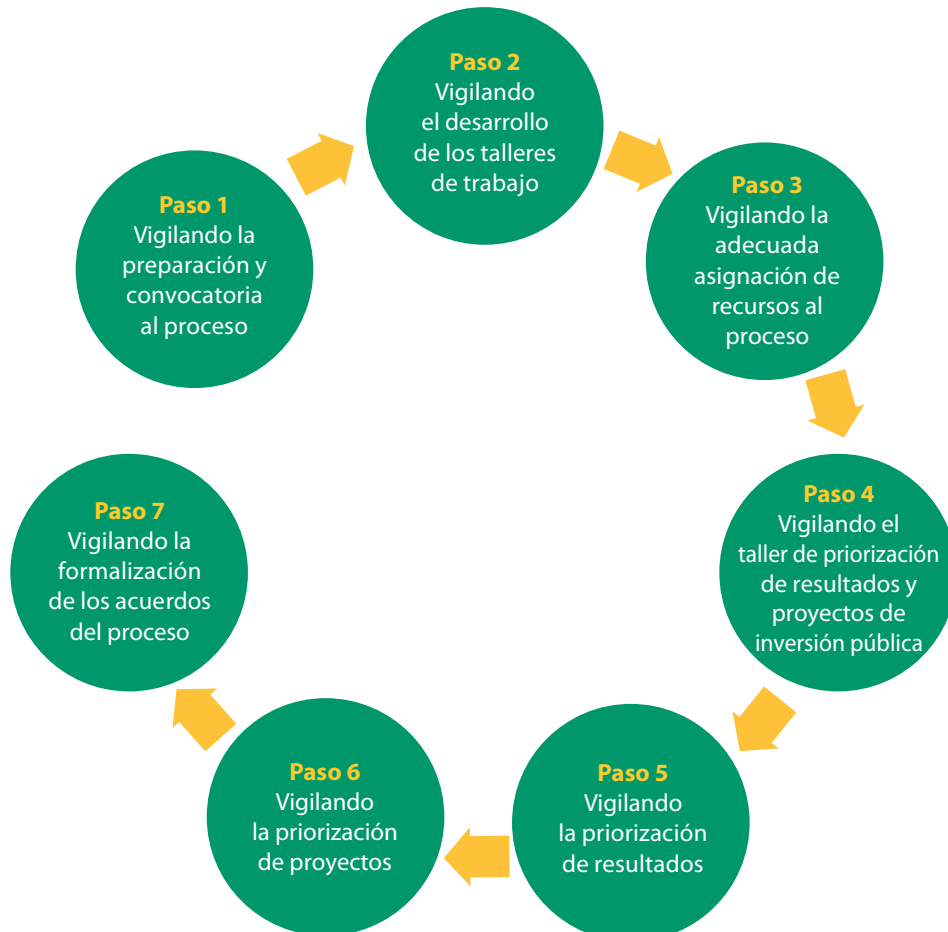 Paso 1
Vigilando la
preparación y
convocatoria
al proceso
Paso 2
Vigilando
el desarrollo
de los talleres
de trabajo
Paso 3
Vigilando la
adecuada
asignación de
recursos al
proceso
Paso 4
Vigilando el
taller de priorización
de resultados y
proyectos de
inversión pública
Paso 5
Vigilando
la priorización
de resultados
Paso 6
Vigilando
la priorización
de proyectos
Paso 7
Vigilando la
formalización
de los acuerdos
del proceso